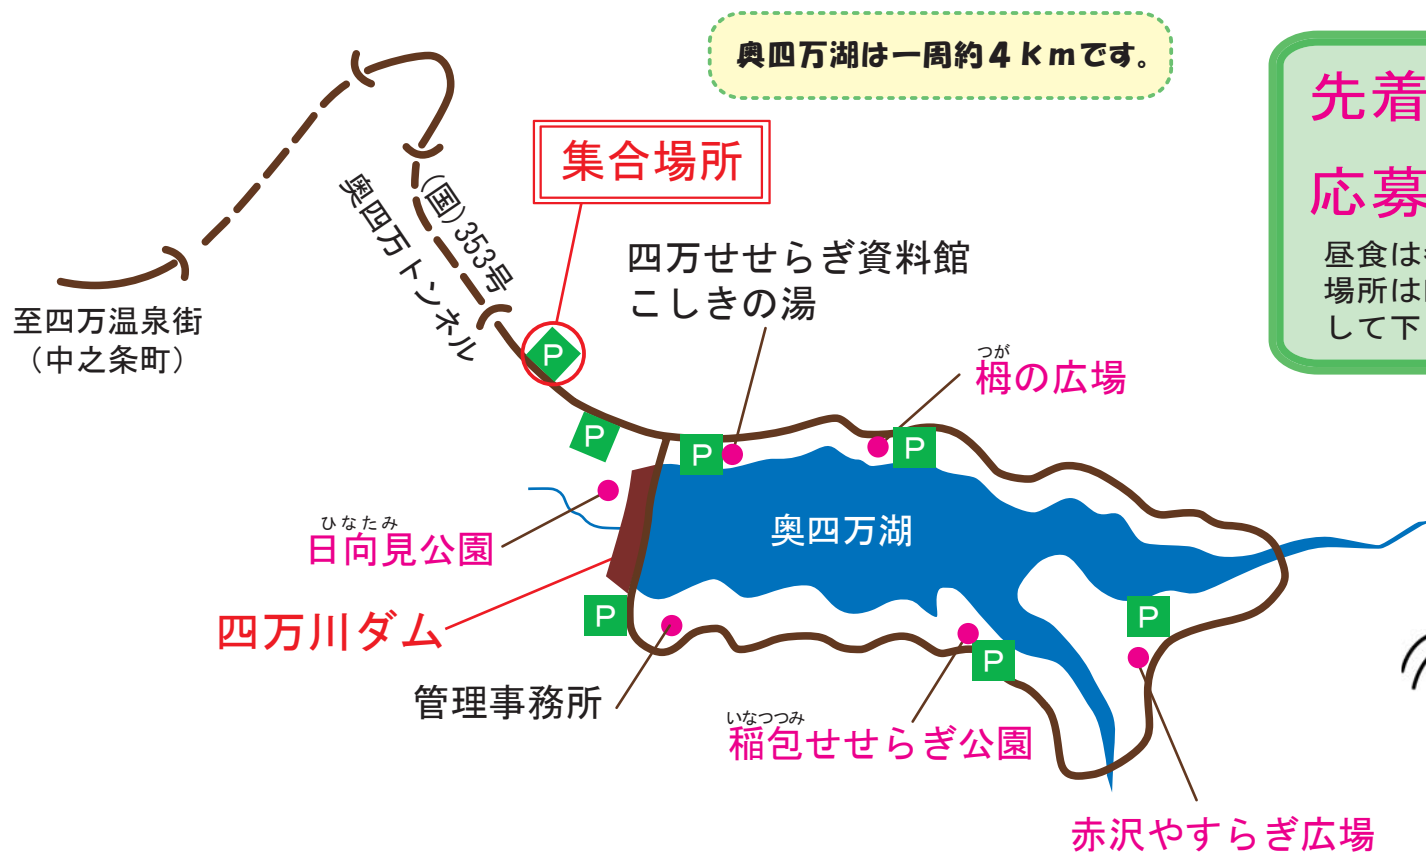 奥四万湖は一周約４ｋｍです。
先着
応募
昼食は
場所は
して下
集合場所
(国)353号
奥四万トンネル
四万せせらぎ資料館
こしきの湯
至四万温泉街
（中之条町）
P
つが
栂の広場
P
P
P
ひなたみ
日向見公園
奥四万湖
四万川ダム
P
P
P
管理事務所
いなつつみ
稲包せせらぎ公園
赤沢やすらぎ広場